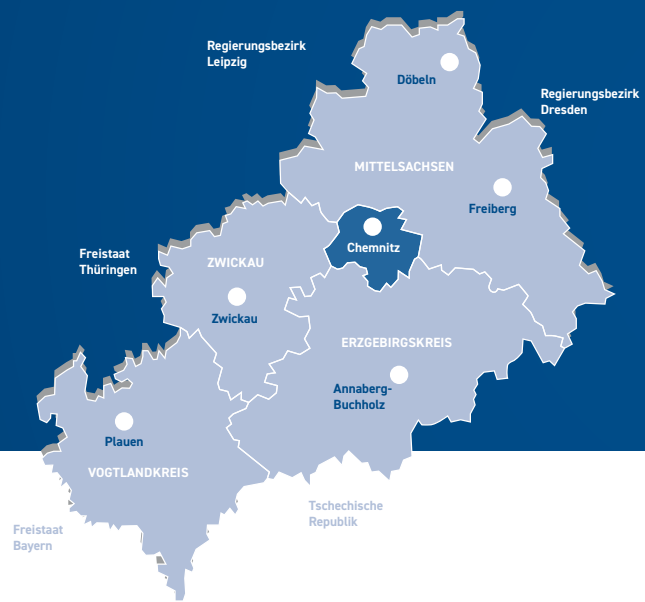 Regierungsbezirk
Leipzig
Döbeln
Regierungsbezirk
Dresden
MITTELSACHSEN
Freiberg
Chemnitz
Freistaat
Thüringen
ZWICKAU
Zwickau
ERZGEBIRGSKREIS
Annaberg-
Buchholz
Plauen
VOGTLANDKREIS
Tschechische
Republik
Freistaat
Bayern